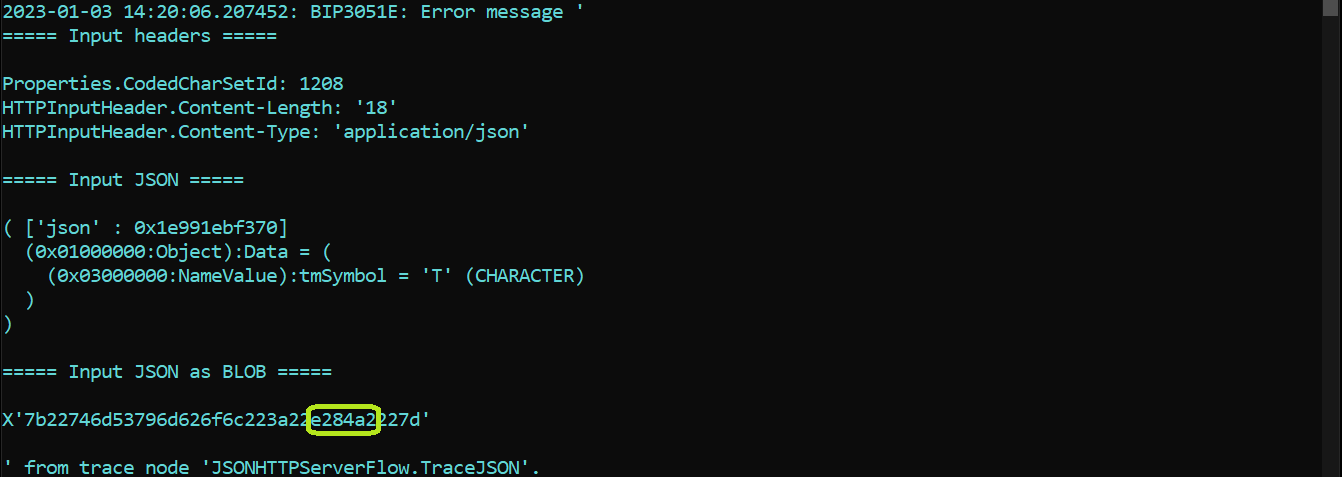 2023-01-03 14:20:06.207452: BIP3051E: Error message '
===== Input headers =====
Properties.CodedCharSetId: 1208
HTTPInputHeader.Content-Length: '18'
HTTPInputHeader.Content-Type: 'application/json'
===== Input JSON =====
( ['json' : 0x1e991ebf370]
(0x01000000:Object):Data = (
(0x03000000:NameValue):tmSymbol = 'T' (CHARACTER)
)
)
===== Input JSON as BLOB =====
X'7b22746d53796d626f6c223a22e284a2227d'
' from trace node 'JSONHTTPServerFlow.TraceJSON'.